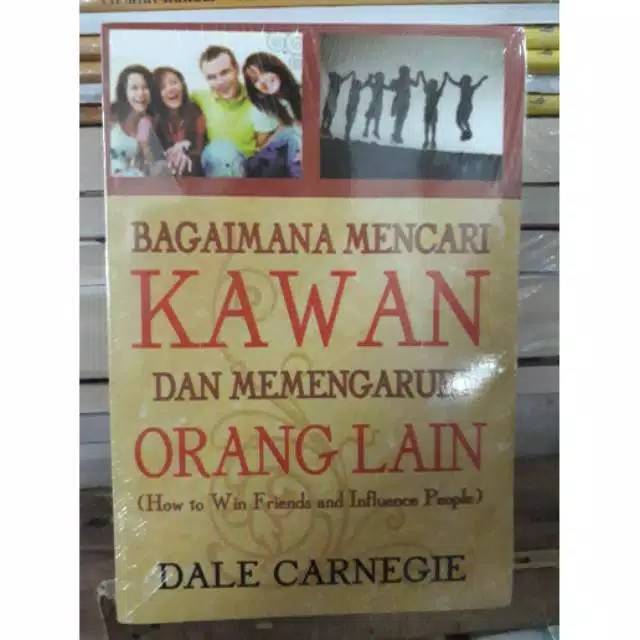 BAGAIMANA MENCARI
KAWAN
DAN MEMENGARUHI
ORANG LAIN
(How to Win Friends and Influence People)
DALE CARNEGIE